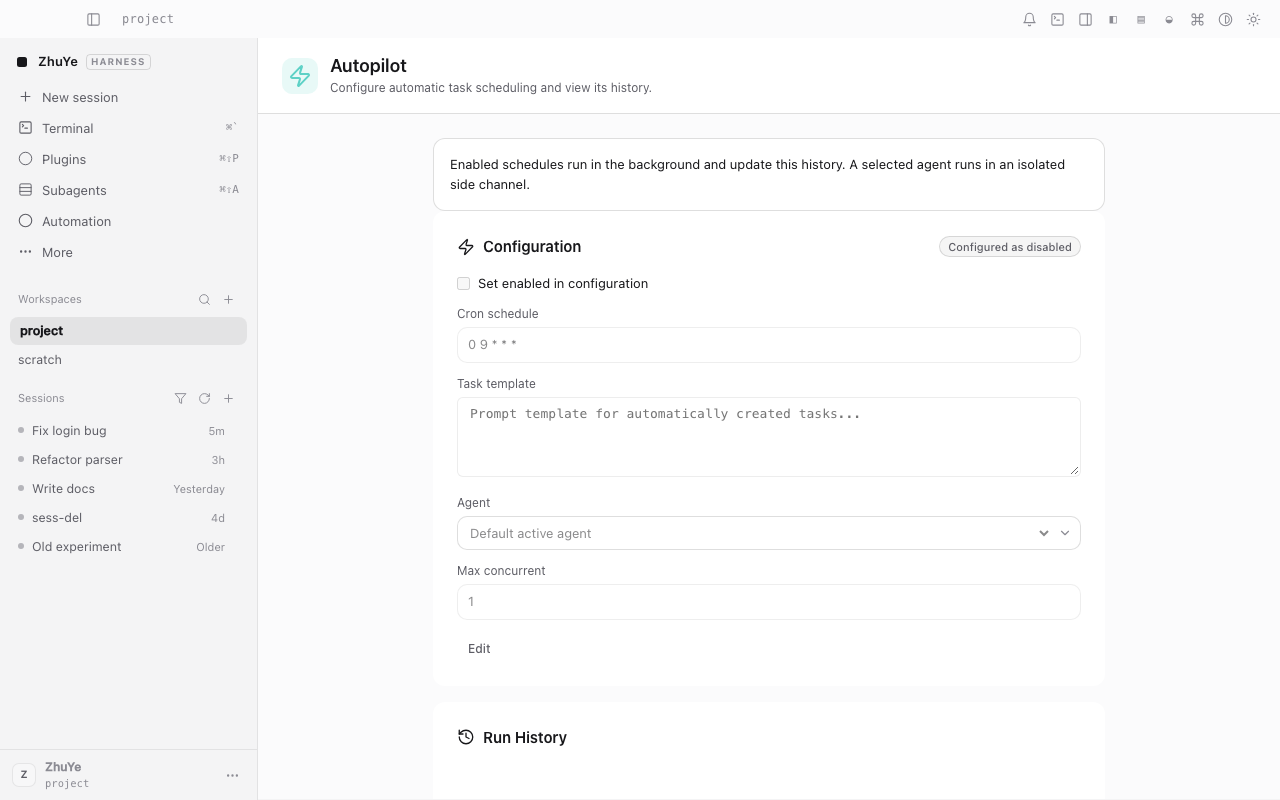 project
ZhuYe HARNESS
New session
Terminal ⌘`
Plugins ⌘⇧P
Subagents ⌘⇧A
Automation
More
Workspaces
project
scratch
Sessions
Fix login bug 5m
Refactor parser 3h
Write docs Yesterday
sess-del 4d
Old experiment Older
Z
ZhuYe
project
Autopilot
Configure automatic task scheduling and view its history.
Enabled schedules run in the background and update this history. A selected agent runs in an isolated
side channel.
Configuration Configured as disabled
Set enabled in configuration
Cron schedule
0 9 * * *
Task template
Prompt template for automatically created tasks...
Agent
Default active agent
Max concurrent
1
Edit
Run History